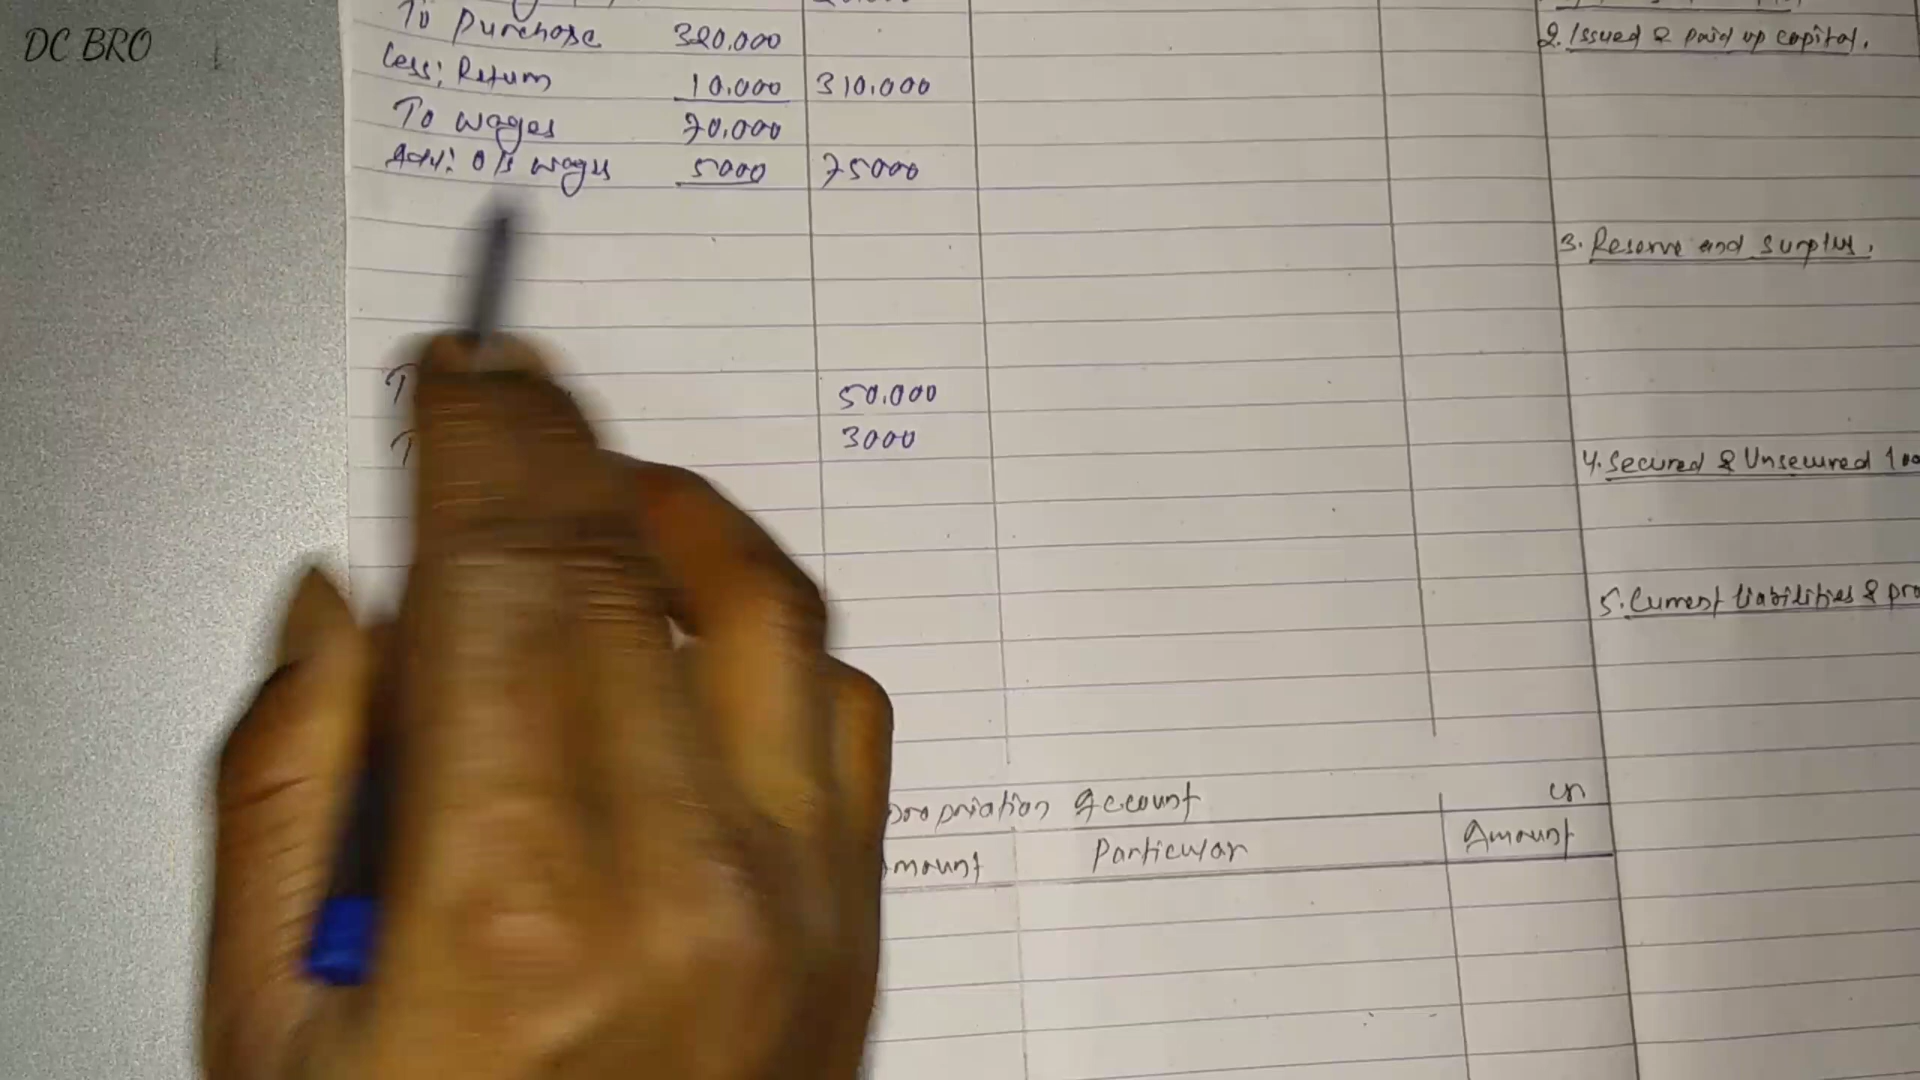 DC BRO
To Purchase 320.000
Less: Return 10.000 310.000
To wages 70.000
Add: O/s wages 5000 75000
50.000
3000
Account
Cr
Amount Particular Amount
2. Issued & paid up capital.
3. Reserve and surplus.
4. Secured & Unsecured
5. Current liabilities &